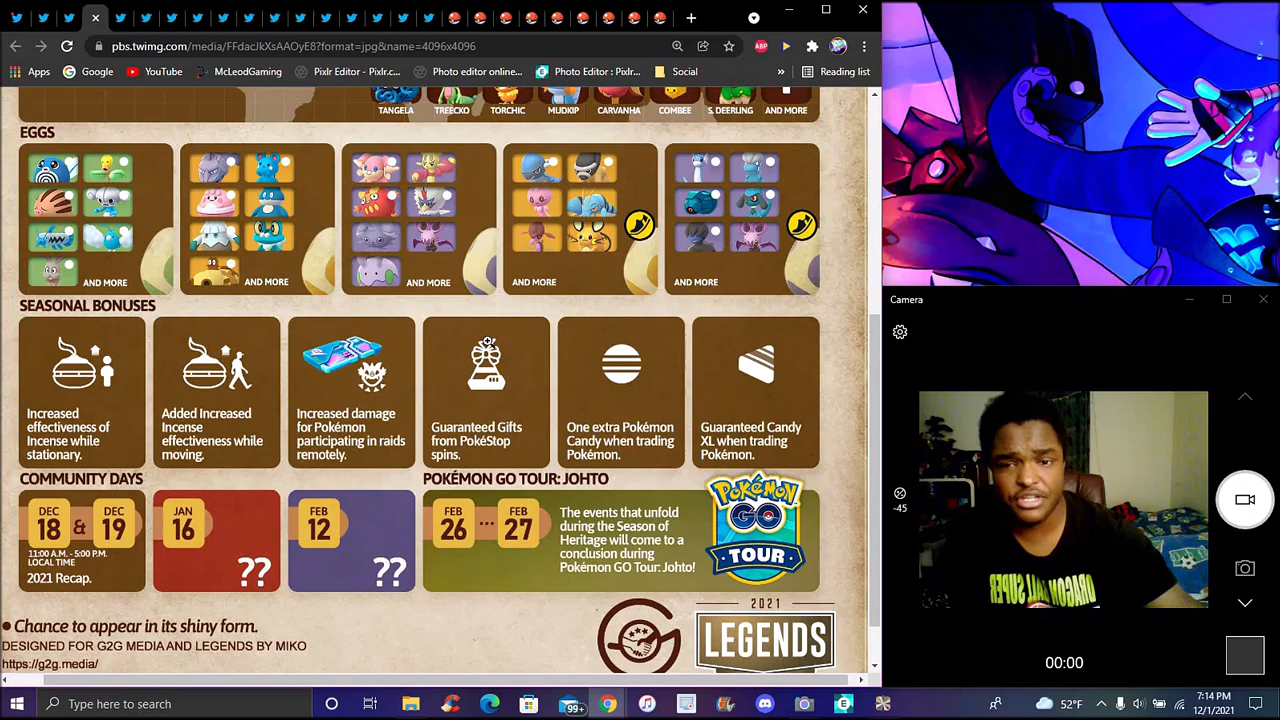 pbs.twimg.com/media/FFdacJkXsAAOyE8?format=jpg&name=4096x4096
ABP
Apps
Google
YouTube
McLeodGaming
Pixlr Editor - Pixlr.c...
Photo editor online...
Photo Editor : Pixlr...
Social
»
Reading list
TANGELA
TREECKO
TORCHIC
MUDKIP
CARVANHA
COMBEE
S. DEERLING
AND MORE
EGGS
AND MORE
AND MORE
AND MORE
AND MORE
AND MORE
SEASONAL BONUSES
Increased
effectiveness of
Incense while
stationary.
Added Increased
Incense
effectiveness while
moving.
Increased damage
for Pokémon
participating in raids
remotely.
Guaranteed Gifts
from PokéStop
spins.
One extra Pokémon
Candy when trading
Pokémon.
Guaranteed Candy
XL when trading
Pokémon.
COMMUNITY DAYS
DEC
18
&
DEC
19
11:00 A.M. - 5:00 P.M.
LOCAL TIME
2021 Recap.
JAN
16
??
FEB
12
??
POKÉMON GO TOUR: JOHTO
FEB
26
...
FEB
27
The events that unfold
during the Season of
Heritage will come to a
conclusion during
Pokémon GO Tour: Johto!
POKÉMON
GO
TOUR
• Chance to appear in its shiny form.
DESIGNED FOR G2G MEDIA AND LEGENDS BY MIKO
https://g2g.media/
2021
LEGENDS
Camera
-45
DRAGON BALL SUPER
00:00
Type here to search
99+
52°F
7:14 PM
12/1/2021